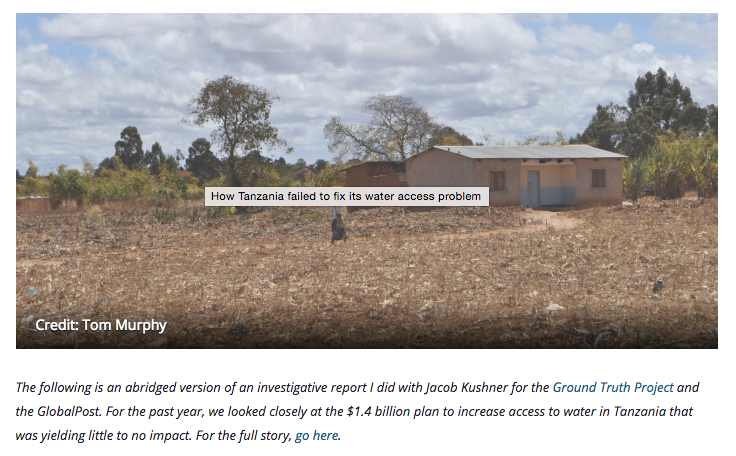 How Tanzania failed to fix its water access problem
Credit: Tom Murphy
The following is an abridged version of an investigative report I did with Jacob Kushner for the Ground Truth Project and
the GlobalPost. For the past year, we looked closely at the $1.4 billion plan to increase access to water in Tanzania that
was yielding little to no impact. For the full story, go here.